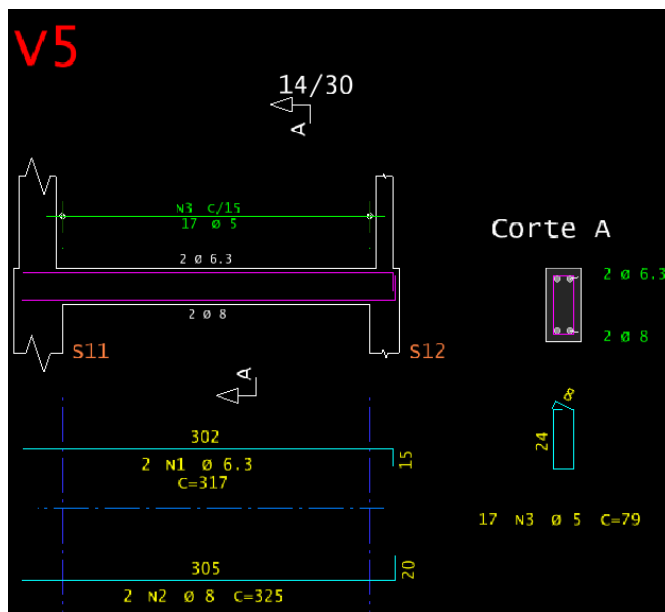 V5
14/30
A
N3 C/15
17 Ø 5
Corte A
2 Ø 6.3
2 Ø 6.3
2 Ø 8
2 Ø 8
S11
S12
A
8
302
24
15
2 N1 Ø 6.3
C=317
17 N3 Ø 5 C=79
305
20
2 N2 Ø 8 C=325